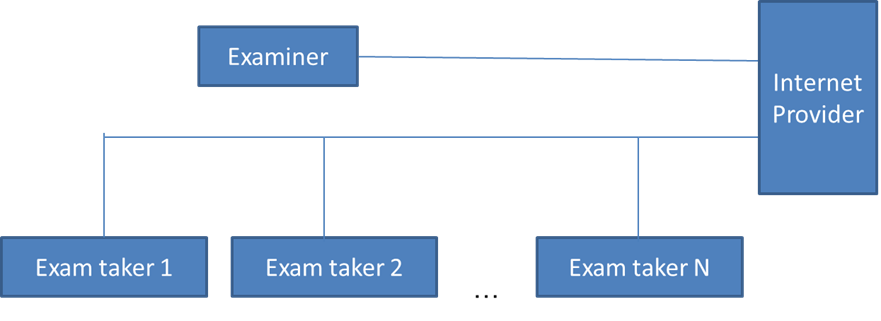 Examiner
Internet
Provider
Exam taker 1
Exam taker 2
...
Exam taker N